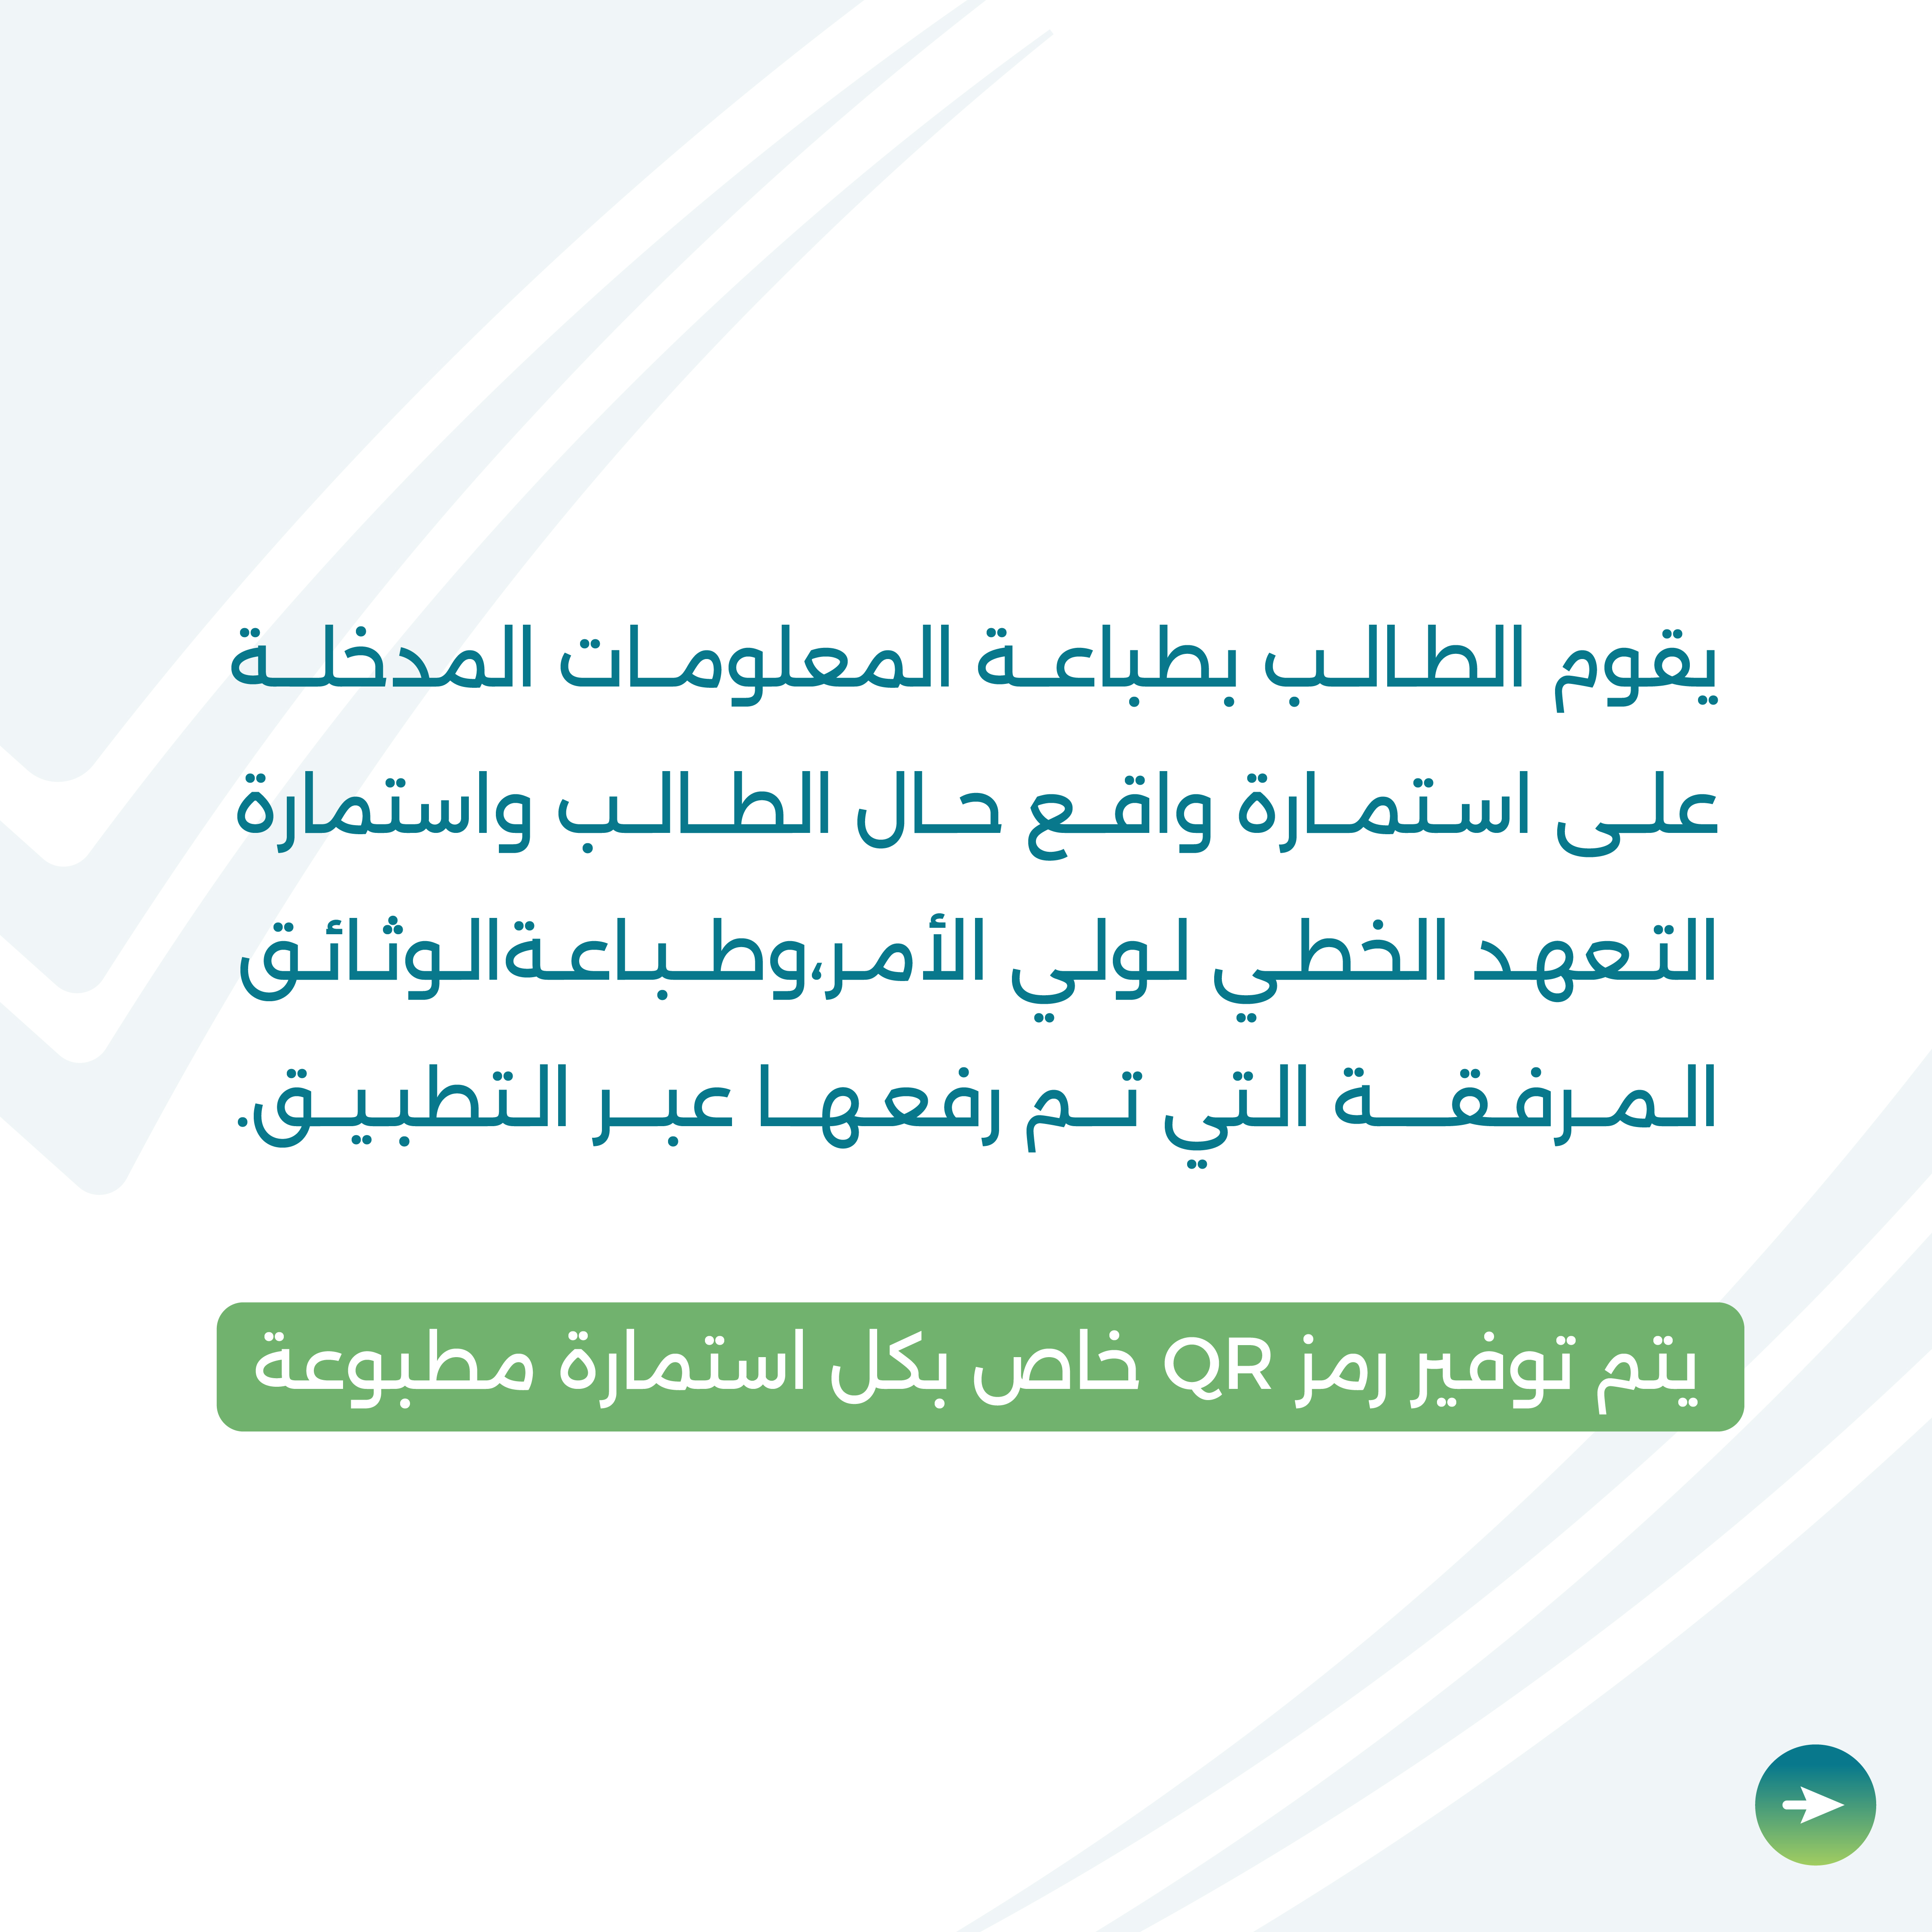 يقوم الطالب بطباعة المعلومات المدخلة
على استمارة واقع حال الطالب واستمارة
التعهد الخطي لولي الأمر،وطباعةالوثائق
المرفقة التي تم رفعها عبر التطبيق.
يتم توفير رمز QR خاص بكل استمارة مطبوعة